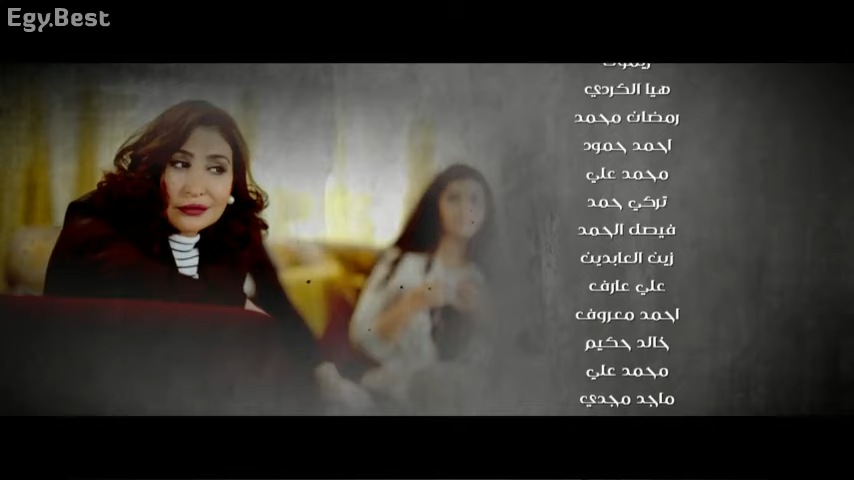 Egy.Best
هيا الكردي
رمضان محمد
احمد حمود
محمد علي
تركي حمد
فيصل الحمد
زين العابدين
علي عارف
احمد معروف
خالد حكيم
محمد علي
ماجد مجدي